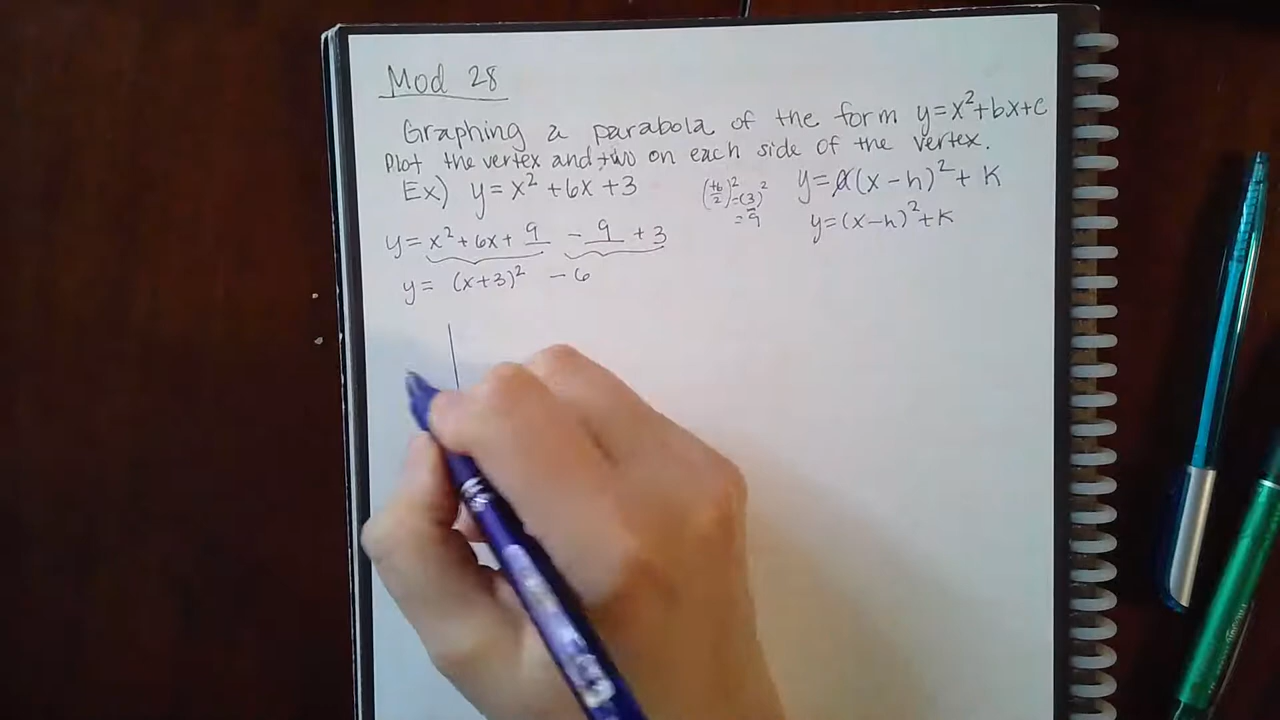 Mod 28
Graphing a parabola of the form y=x²+bx+c
Plot the vertex and two on each side of the vertex.
Ex) y=x²+6x+3
(+6/2)²=(3)²
=9
y=a(x-h)²+k
y=(x-h)²+k
y=x²+6x+ 9 - 9 +3
y= (x+3)² -6